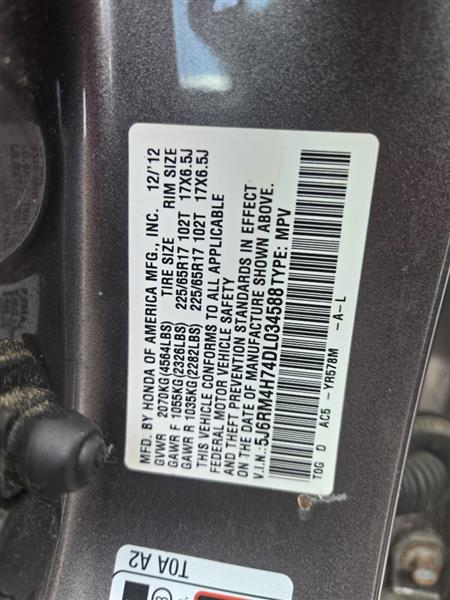 MFD. BY HONDA OF AMERICA MFG., INC. 12/'12
GVWR 2070KG(4564LBS) TIRE SIZE RIM SIZE
GAWR F 1055KG(2326LBS) 225/65R17 102T 17X6.5J
GAWR R 1035KG(2282LBS) 225/65R17 102T 17X6.5J
THIS VEHICLE CONFORMS TO ALL APPLICABLE
FEDERAL MOTOR VEHICLE SAFETY
AND THEFT PREVENTION STANDARDS IN EFFECT
ON THE DATE OF MANUFACTURE SHOWN ABOVE.
V.I.N.:5J6RM4H74DL034589 TYPE: MPV
T0G D AC5 -YR578M -A-L
T0A A2